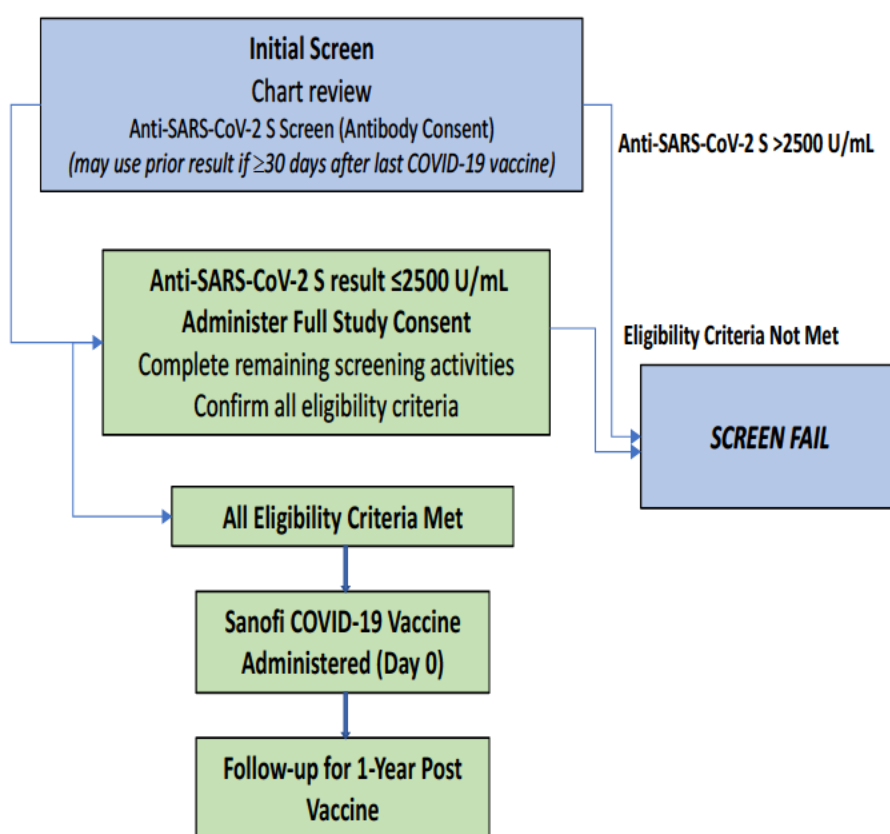 Initial Screen
Chart review
Anti-SARS-CoV-2 S Screen (Antibody Consent)
(may use prior result if ≥30 days after last COVID-19 vaccine)
Anti-SARS-CoV-2 S >2500 U/mL
Anti-SARS-CoV-2 S result ≤2500 U/mL
Administer Full Study Consent
Complete remaining screening activities
Confirm all eligibility criteria
Eligibility Criteria Not Met
SCREEN FAIL
All Eligibility Criteria Met
Sanofi COVID-19 Vaccine
Administered (Day 0)
Follow-up for 1-Year Post
Vaccine